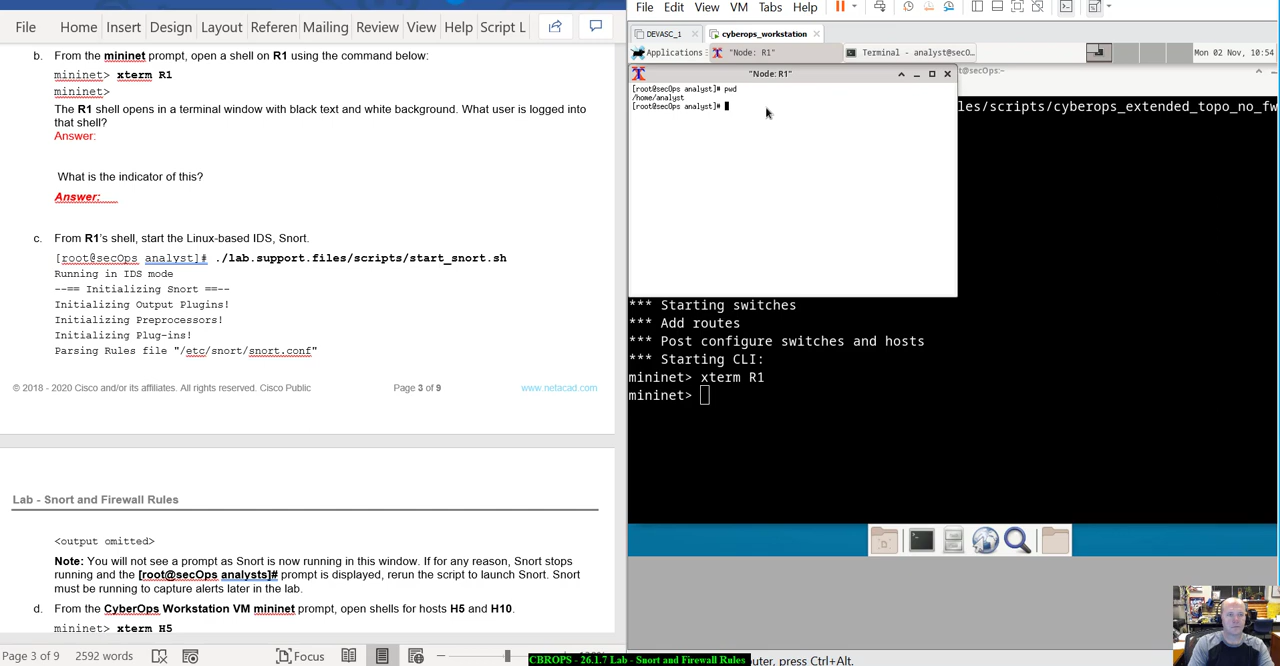 File Home Insert Design Layout Referen Mailing Review View Help Script L
b. From the mininet prompt, open a shell on R1 using the command below:
mininet> xterm R1
mininet>
The R1 shell opens in a terminal window with black text and white background. What user is logged into
that shell?
Answer:
What is the indicator of this?
Answer:
c. From R1's shell, start the Linux-based IDS, Snort.
[root@secOps analyst]# ./lab.support.files/scripts/start_snort.sh
Running in IDS mode
--== Initializing Snort ==--
Initializing Output Plugins!
Initializing Preprocessors!
Initializing Plug-ins!
Parsing Rules file "/etc/snort/snort.conf"
© 2018 - 2020 Cisco and/or its affiliates. All rights reserved. Cisco Public Page 3 of 9 www.netacad.com
Lab - Snort and Firewall Rules
<output omitted>
Note: You will not see a prompt as Snort is now running in this window. If for any reason, Snort stops
running and the [root@secOps analysts]# prompt is displayed, rerun the script to launch Snort. Snort
must be running to capture alerts later in the lab.
d. From the CyberOps Workstation VM mininet prompt, open shells for hosts H5 and H10.
mininet> xterm H5
Page 3 of 9 2592 words Focus
File Edit View VM Tabs Help
DEVASC_1 cyberops_workstation
Applications "Node: R1" Terminal - analyst@secO... Mon 02 Nov, 10:54
"Node: R1"
t@secOps:~
[root@secOps analyst]# pwd
/home/analyst
[root@secOps analyst]#
les/scripts/cyberops_extended_topo_no_fw
*** Starting switches
*** Add routes
*** Post configure switches and hosts
*** Starting CLI:
mininet> xterm R1
mininet>
CBROPS - 26.1.7 Lab - Snort and Firewall Rules
puter, press Ctrl+Alt.